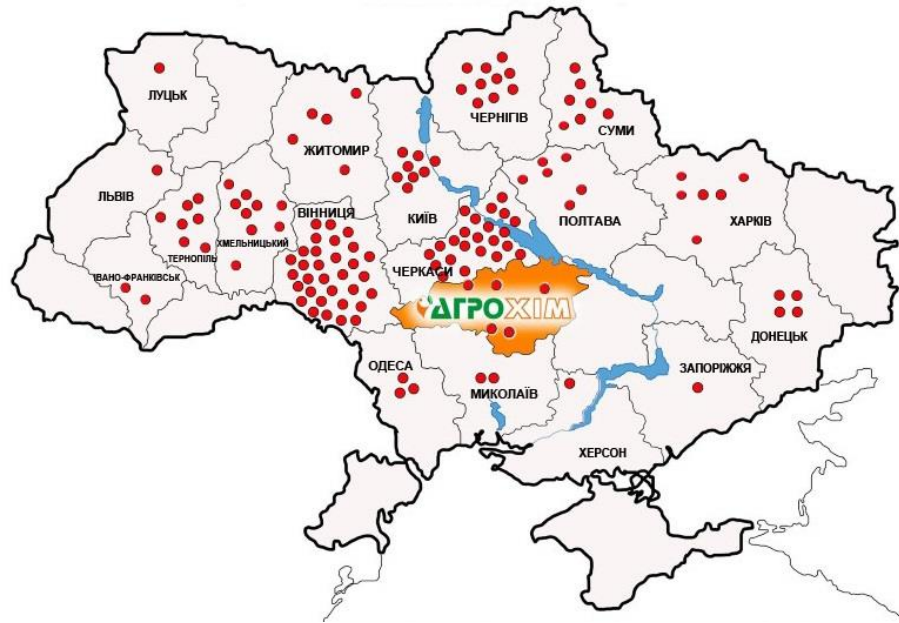 ЛУЦЬК
ЖИТОМИР
ЧЕРНІГІВ
СУМИ
ЛЬВІВ
ТЕРНОПІЛЬ
ХМЕЛЬНИЦЬКИЙ
ВІННИЦЯ
КИЇВ
ПОЛТАВА
ХАРКІВ
ІВАНО-ФРАНКІВСЬК
ЧЕРКАСИ
АГРОХІМ
ДОНЕЦЬК
ОДЕСА
МИКОЛАЇВ
ЗАПОРІЖЖЯ
ХЕРСОН